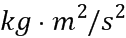 kg · m²/s²